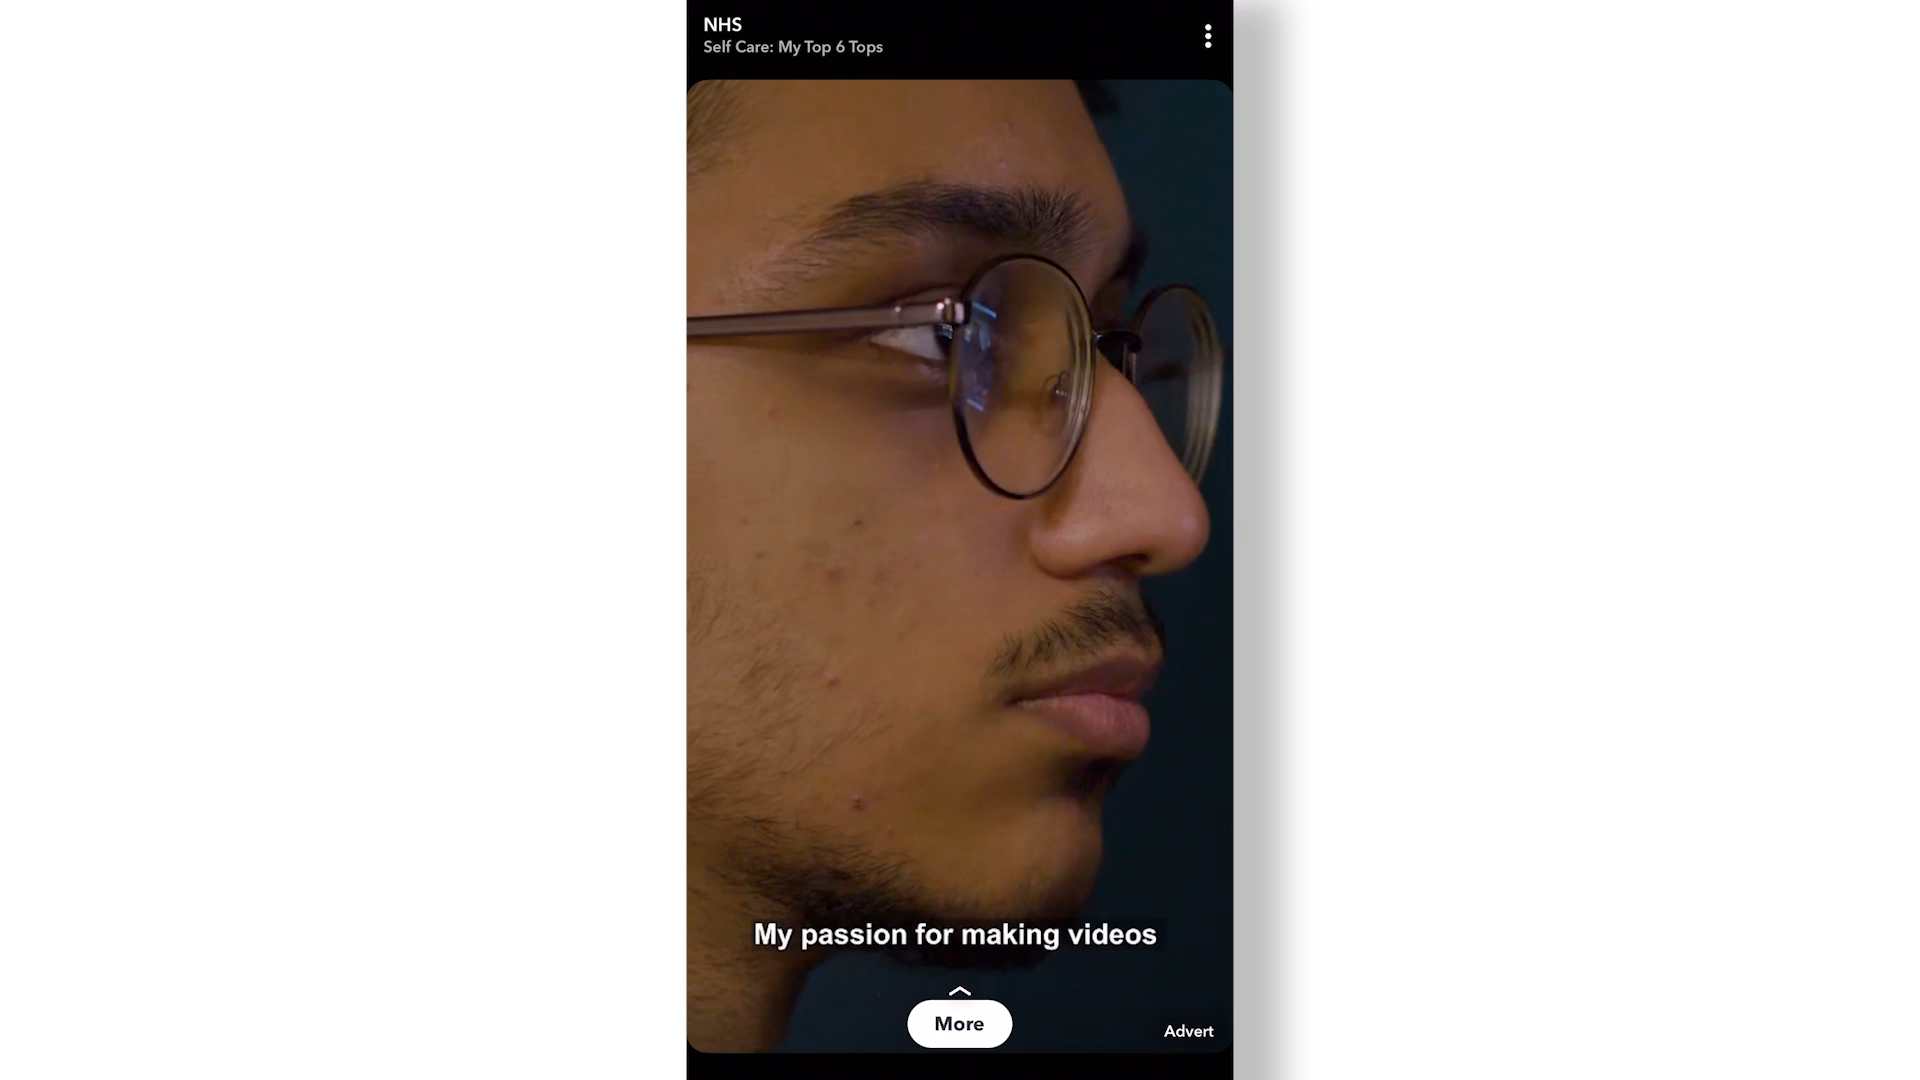 NHS
Self Care: My Top 6 Tops
My passion for making videos
More
Advert